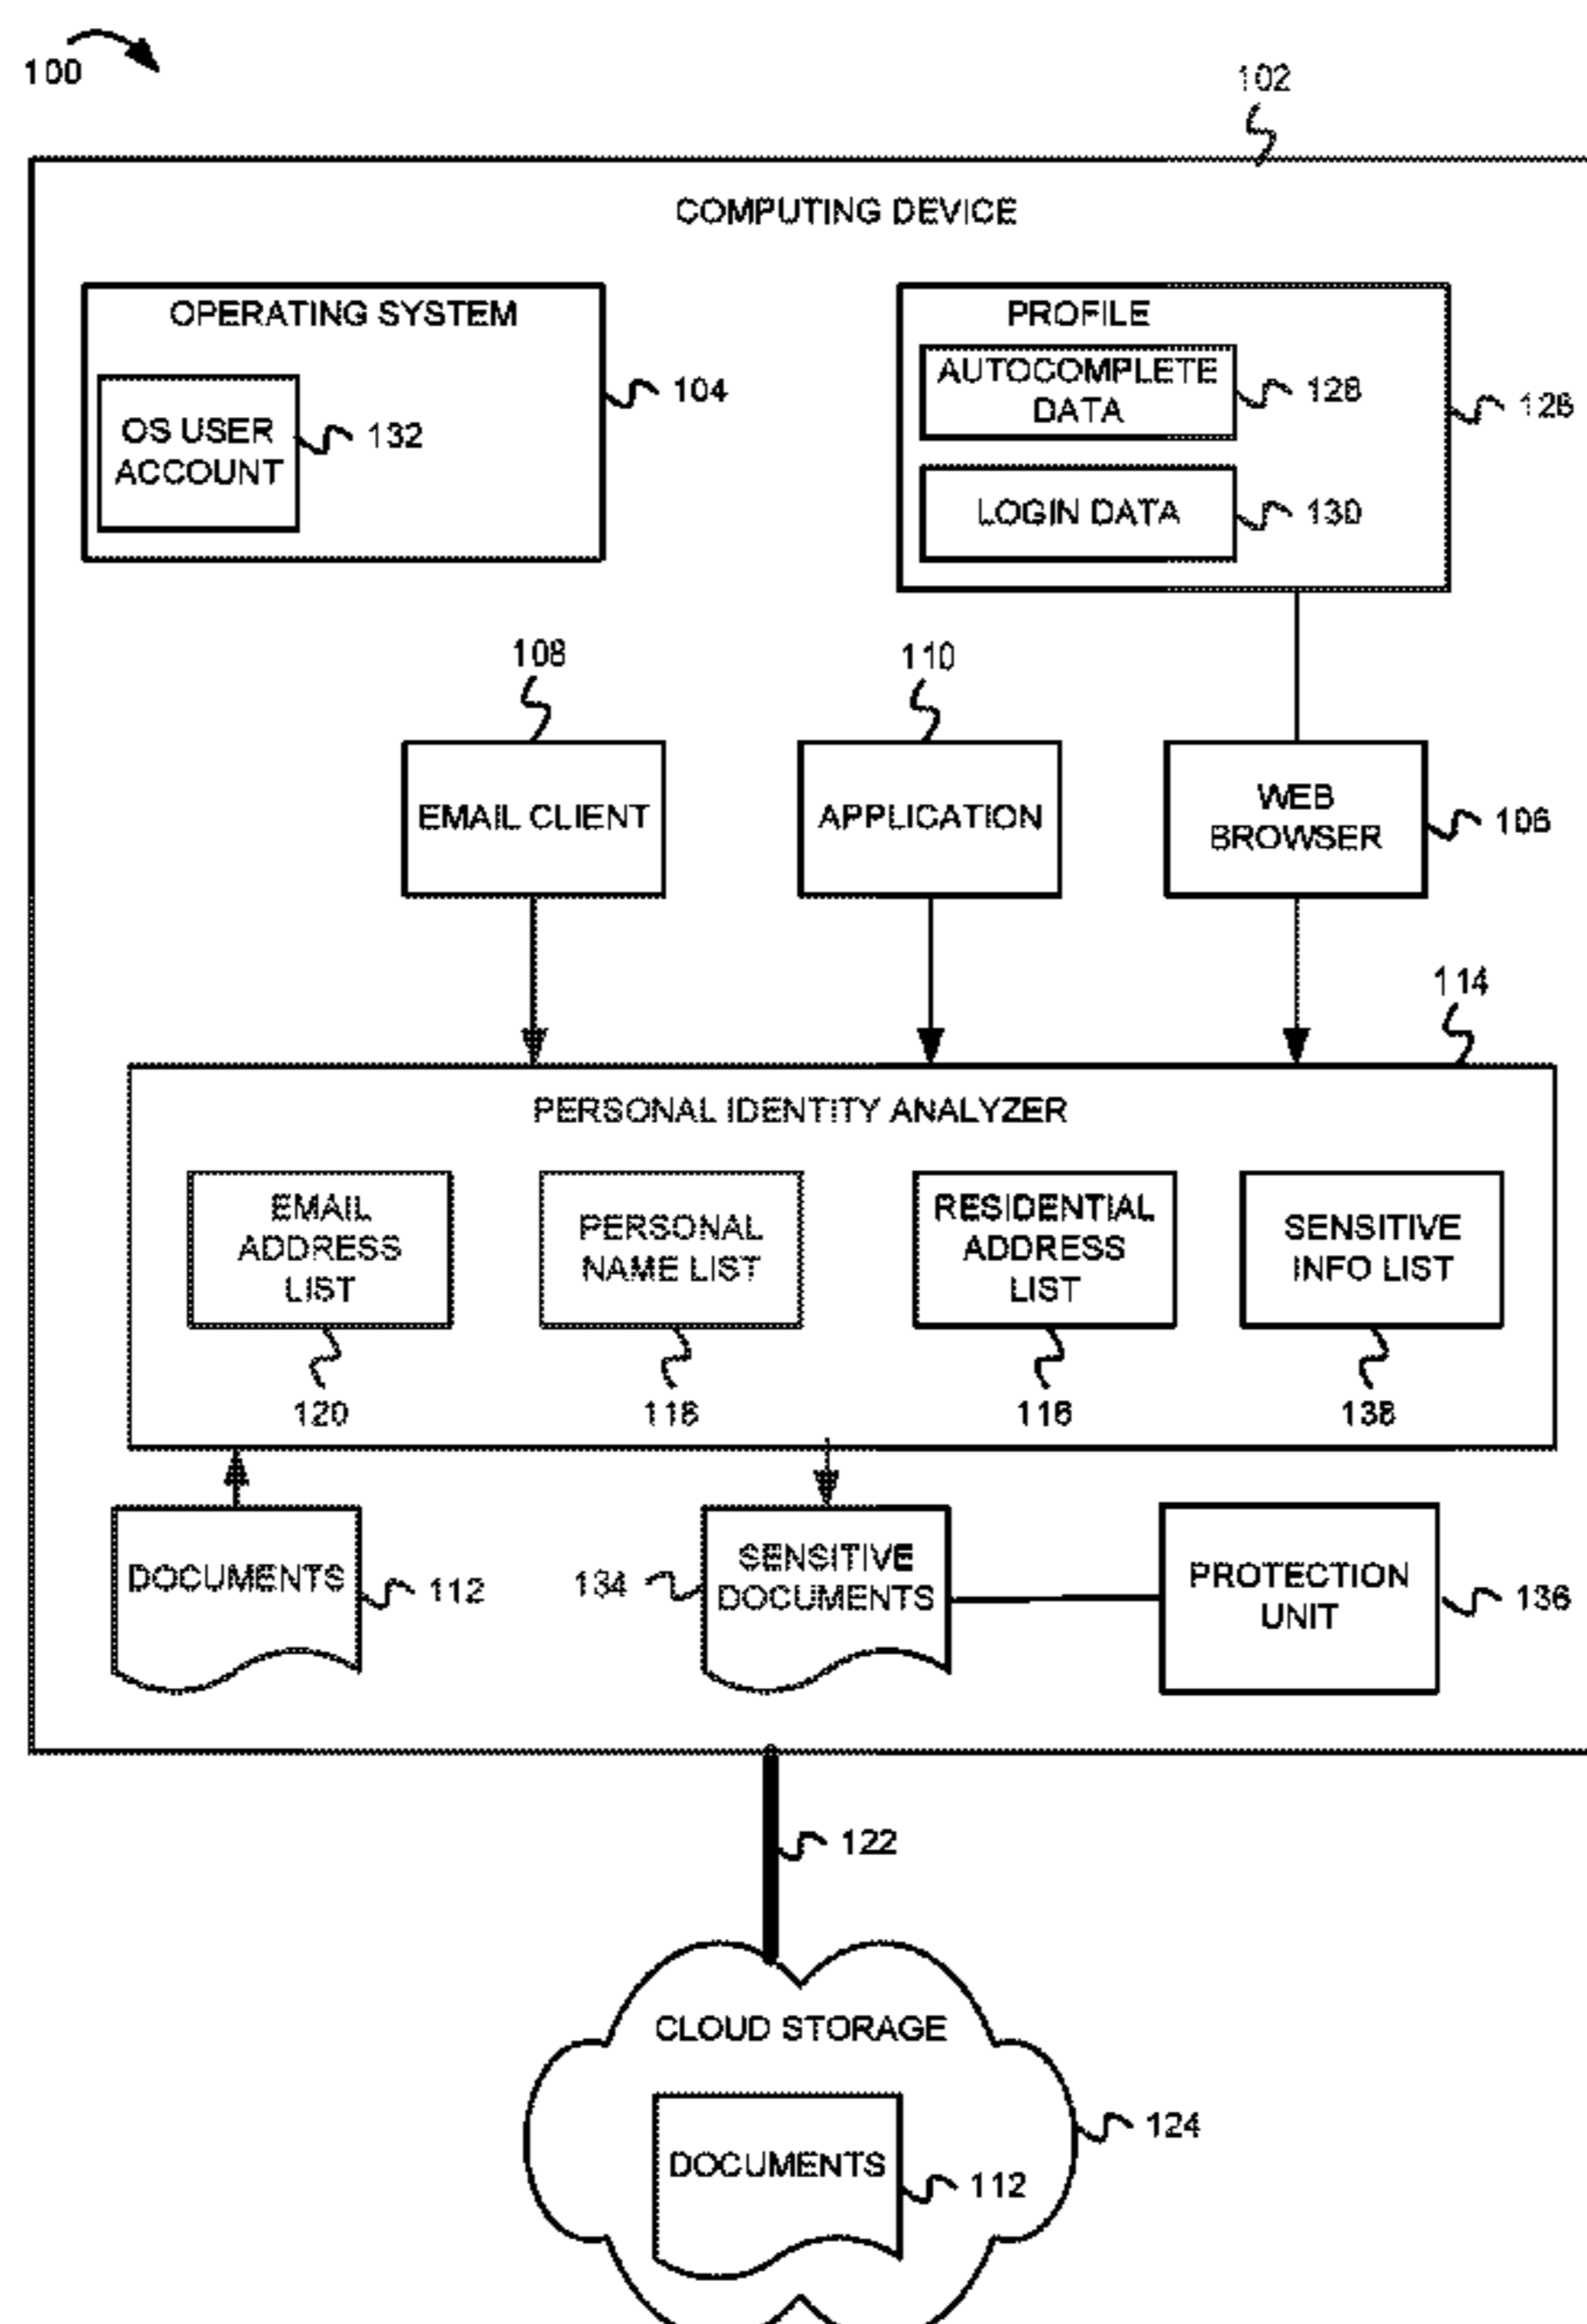 100
102
COMPUTING DEVICE
OPERATING SYSTEM
OS USER
ACCOUNT
132
104
PROFILE
AUTOCOMPLETE
DATA
128
126
LOGIN DATA
130
108
110
EMAIL CLIENT
APPLICATION
WEB
BROWSER
106
114
PERSONAL IDENTITY ANALYZER
EMAIL
ADDRESS
LIST
PERSONAL
NAME LIST
RESIDENTIAL
ADDRESS
LIST
SENSITIVE
INFO LIST
120
118
116
138
DOCUMENTS
112
134
SENSITIVE
DOCUMENTS
PROTECTION
UNIT
136
122
CLOUD STORAGE
124
DOCUMENTS
112